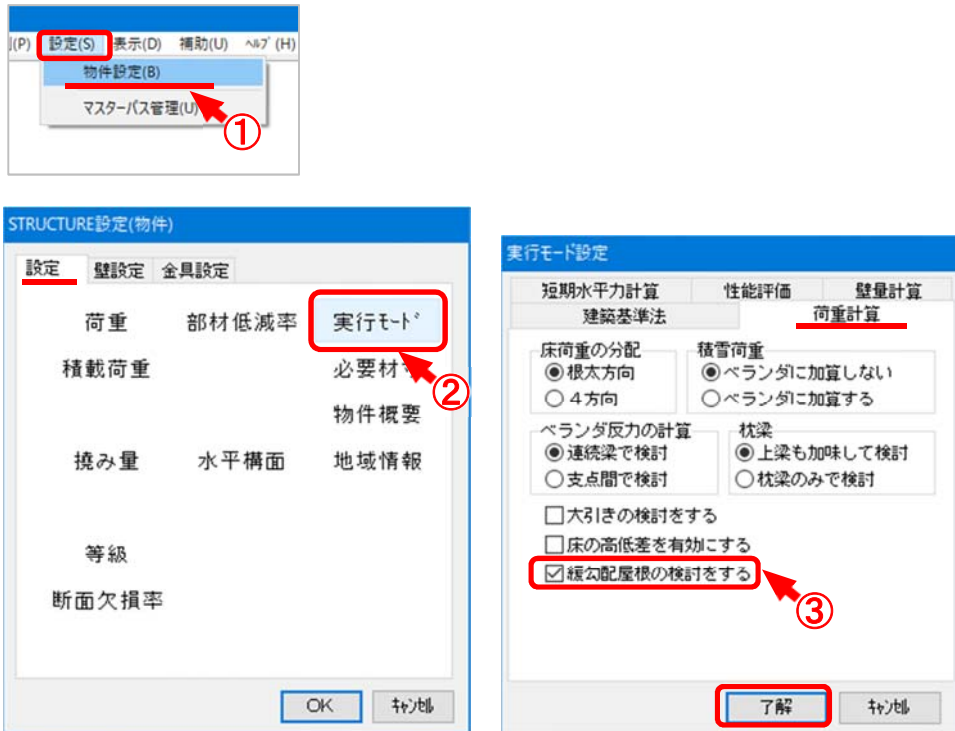 (P) 設定(S) 表示(D) 補助(U) ﾍﾙﾌﾟ(H)
物件設定(B)
マスターパス管理(U)
①
STRUCTURE設定(物件)
設定 壁設定 金具設定
荷重 部材低減率 実行ﾓｰﾄﾞ
②
積載荷重 必要材
物件概要
撓み量 水平構面 地域情報
等級
断面欠損率
OK ｷｬﾝｾﾙ
実行モード設定
短期水平力計算 性能評価 壁量計算
建築基準法 荷重計算
床荷重の分配 積雪荷重
根太方向 ベランダに加算しない
4方向 ベランダに加算する
ベランダ反力の計算 枕梁
連続梁で検討 上梁も加味して検討
支点間で検討 枕梁のみで検討
大引きの検討をする
床の高低差を有効にする
緩勾配屋根の検討をする
③
了解 ｷｬﾝｾﾙ